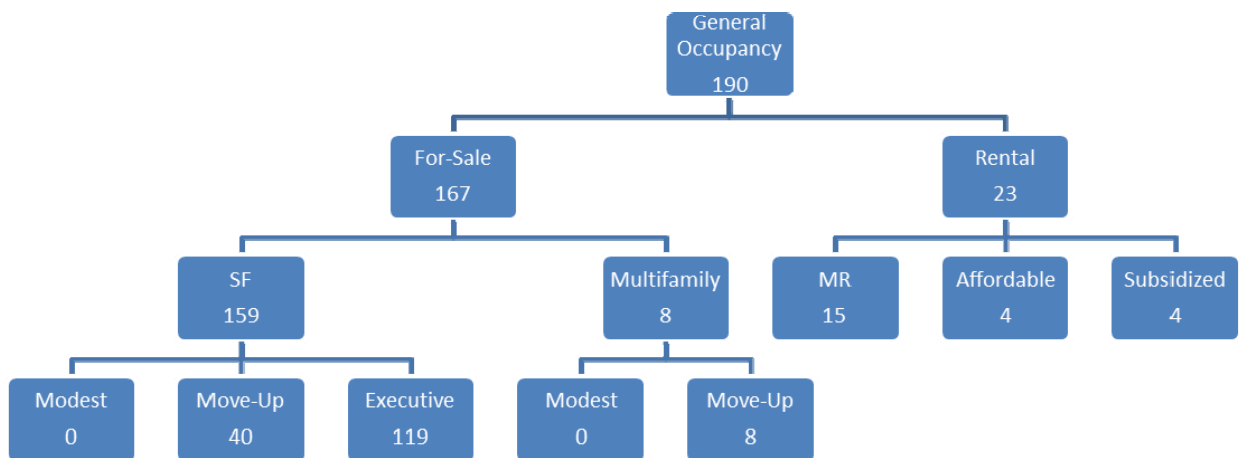 General
Occupancy
190
For-Sale
167
Rental
23
SF
159
Multifamily
8
MR
15
Affordable
4
Subsidized
4
Modest
0
Move-Up
40
Executive
119
Modest
0
Move-Up
8